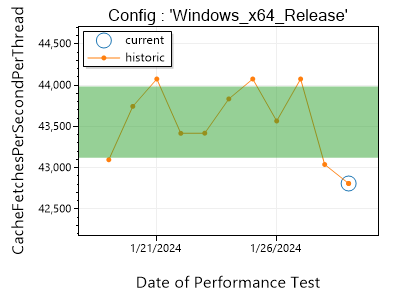 Config : 'Windows_x64_Release'
current
historic
CacheFetchesPerSecondPerThread
44,500
44,000
43,500
43,000
42,500
1/21/2024
1/26/2024
Date of Performance Test